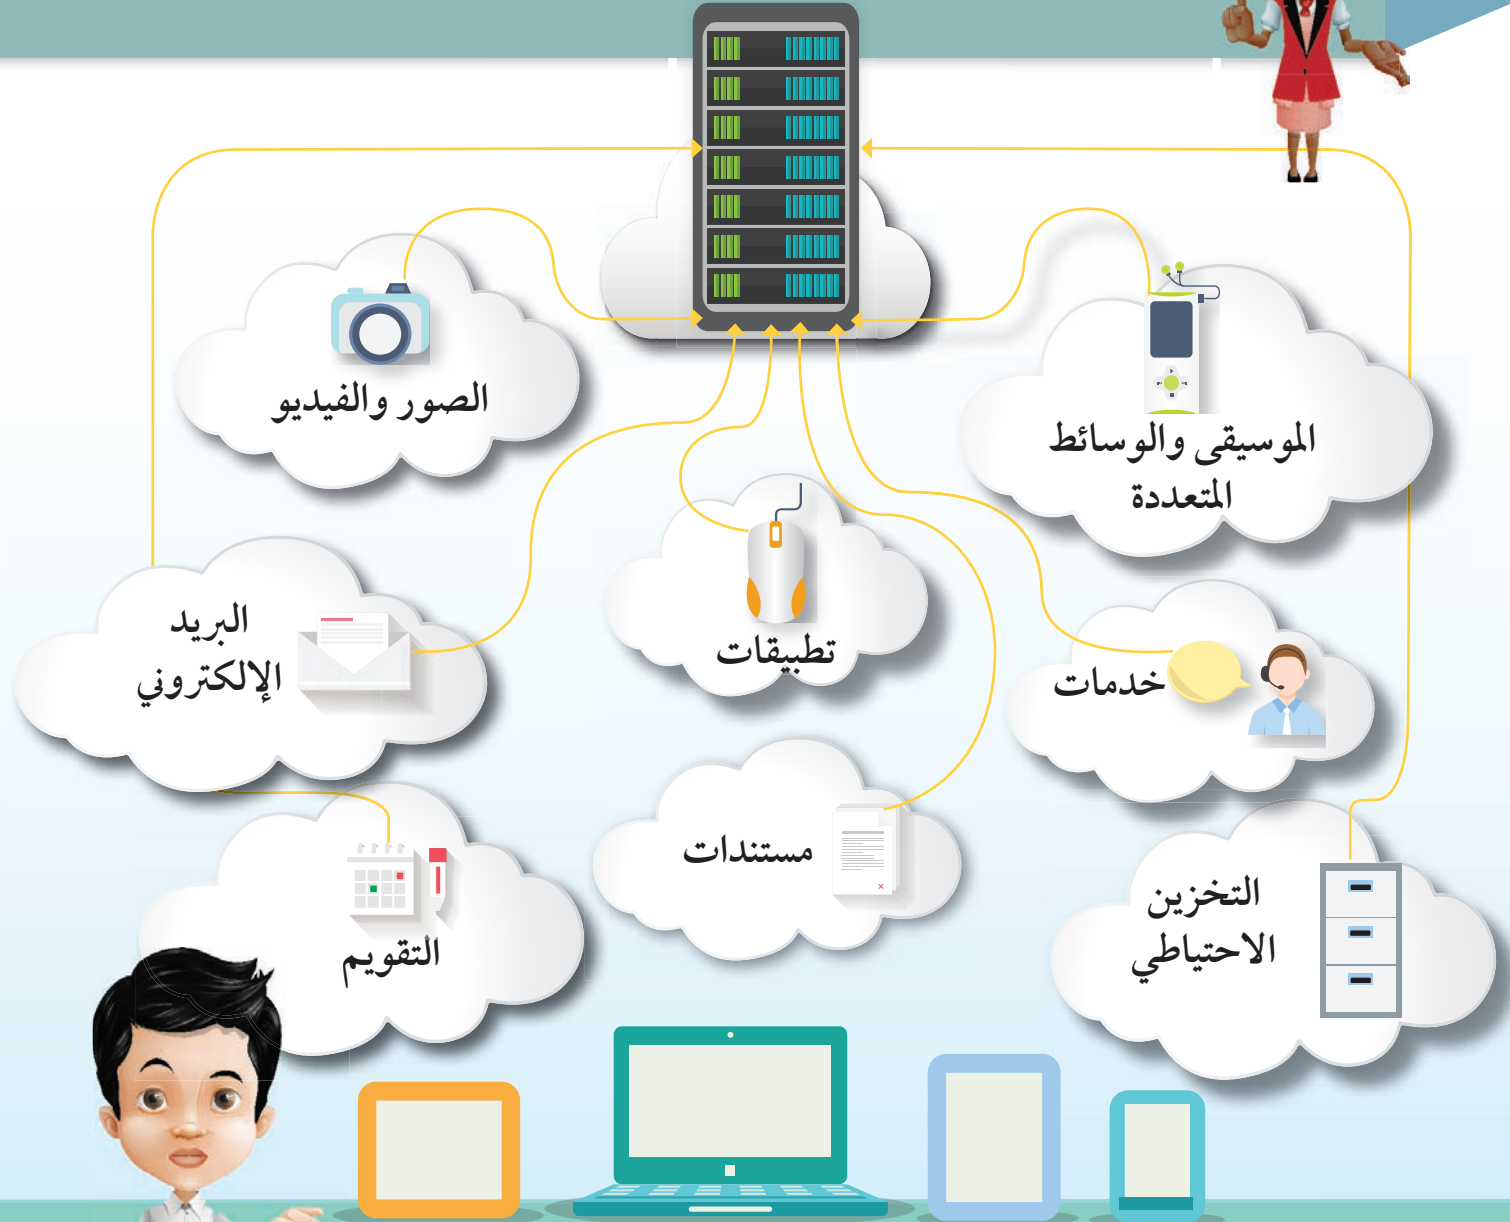 الصور والفيديو
الموسيقى والوسائط
المتعددة
البريد
الإلكتروني
تطبيقات
خدمات
مستندات
التقويم
التخزين
الاحتياطي